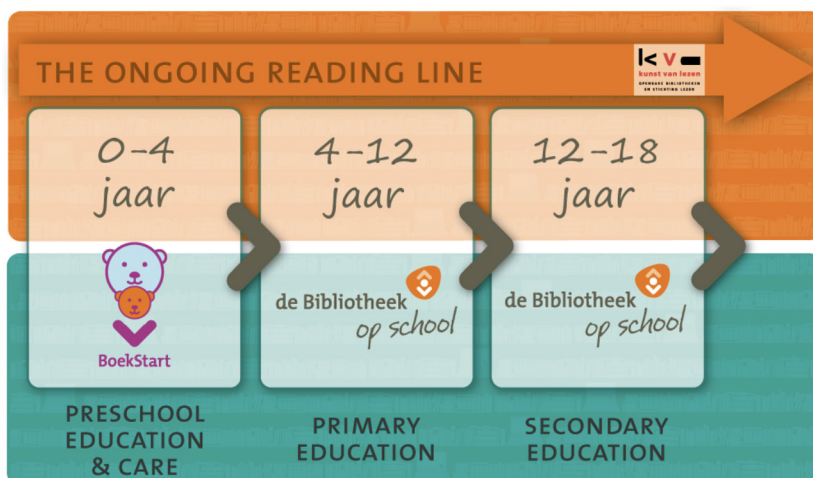 THE ONGOING READING LINE
kv
kunst van lezen
OPENBARE BIBLIOTHEKEN
EN STICHTING LEZEN
0-4
jaar
4-12
jaar
12-18
jaar
BoekStart
de Bibliotheek
op school
de Bibliotheek
op school
PRESCHOOL
EDUCATION
& CARE
PRIMARY
EDUCATION
SECONDARY
EDUCATION